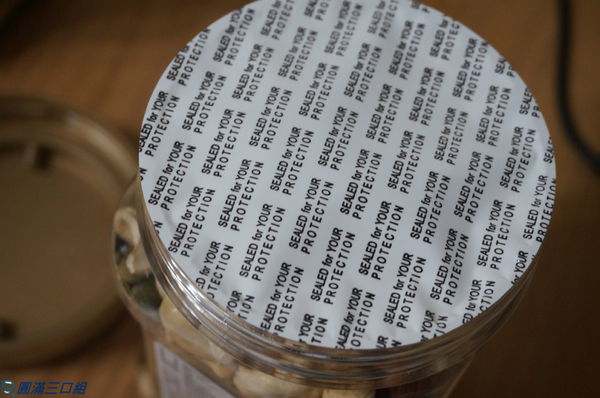 SEALED for YOUR
PROTECTION
圓滿三口組